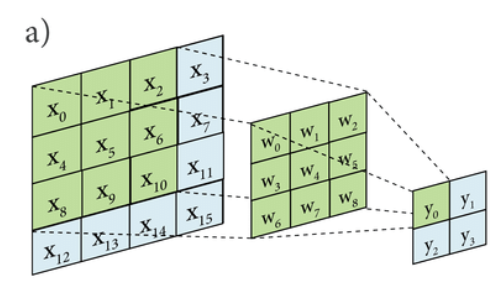 a)
x₀ x₁ x₂ x₃
x₄ x₅ x₆ x₇
x₈ x₉ x₁₀ x₁₁
x₁₂ x₁₃ x₁₄ x₁₅
w₀ w₁ w₂
w₃ w₄ w₅
w₆ w₇ w₈
y₀ y₁
y₂ y₃